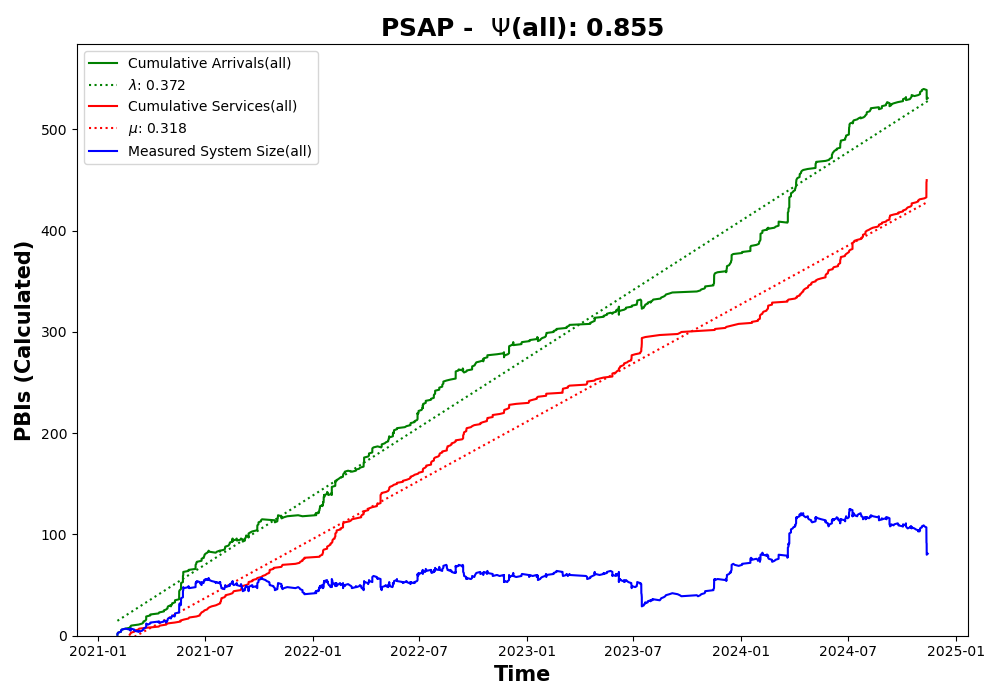 PSAP - Ψ(all): 0.855
Cumulative Arrivals(all)
λ: 0.372
Cumulative Services(all)
μ: 0.318
Measured System Size(all)
PBIs (Calculated)
500
400
300
200
100
0
2021-01 2021-07 2022-01 2022-07 2023-01 2023-07 2024-01 2024-07 2025-01
Time